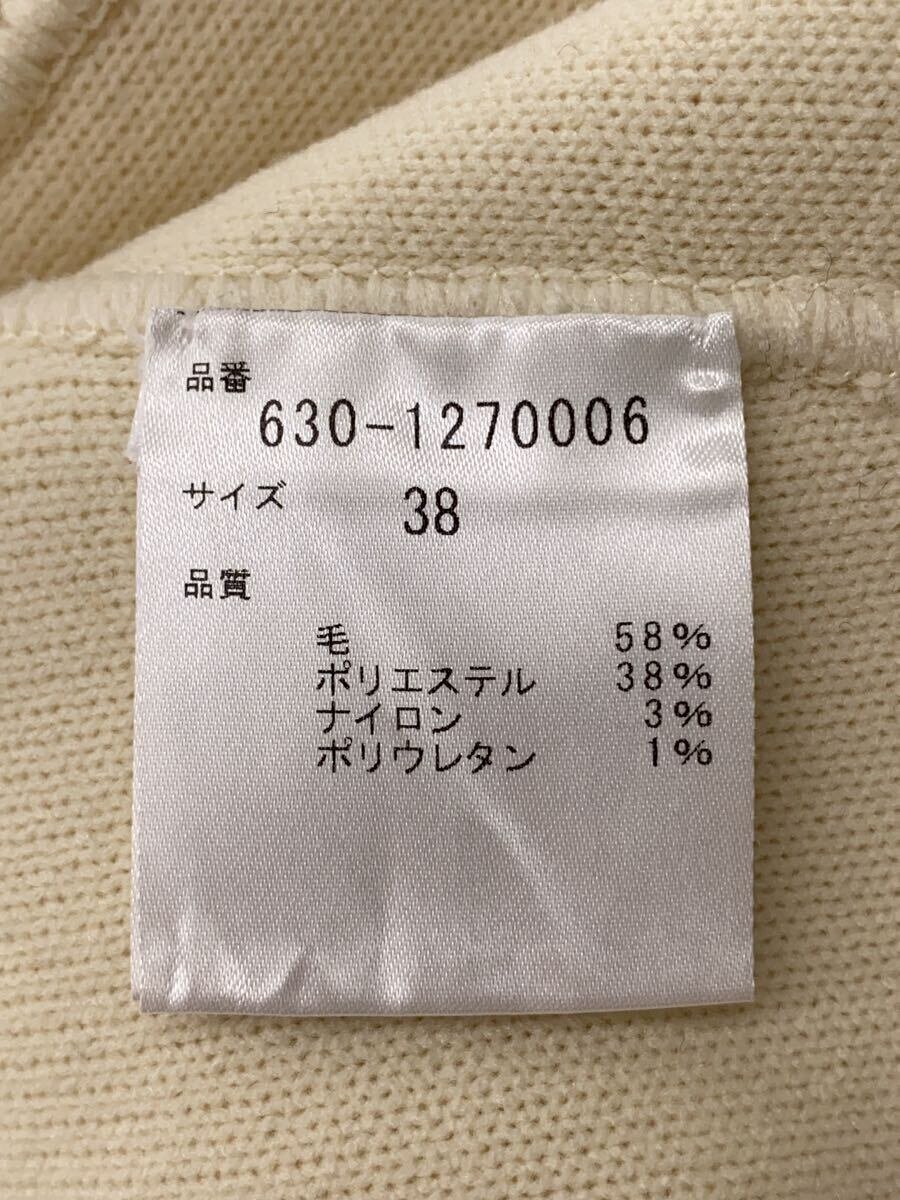 品番
630-1270006
サイズ 38
品質
毛 58%
ポリエステル 38%
ナイロン 3%
ポリウレタン 1%